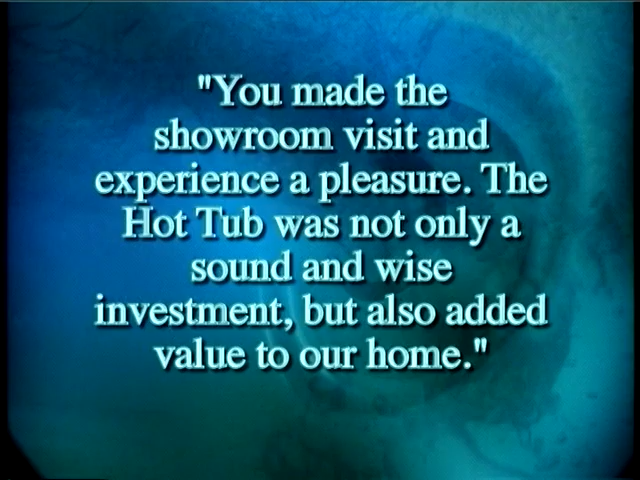 "You made the
showroom visit and
experience a pleasure. The
Hot Tub was not only a
sound and wise
investment, but also added
value to our home."